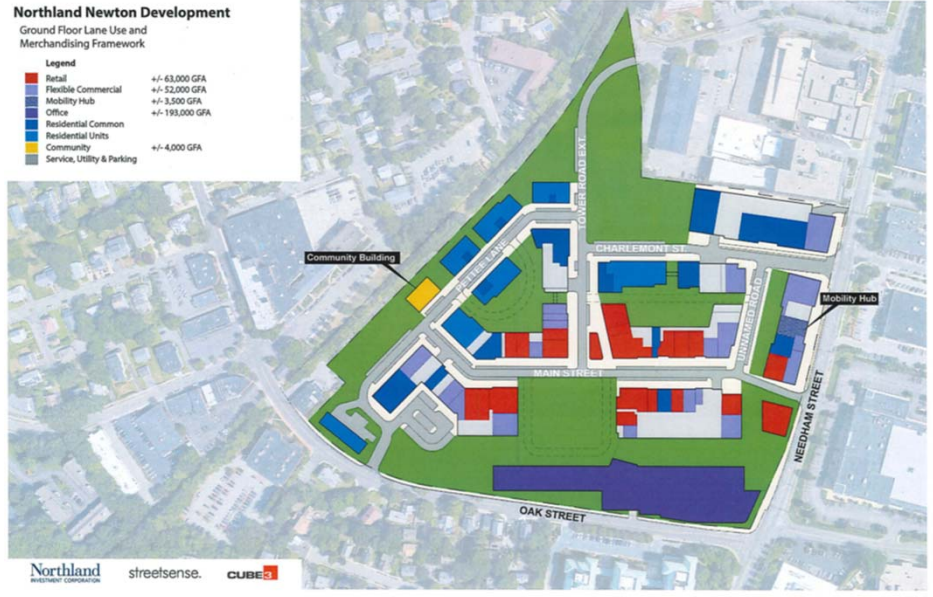 Northland Newton Development
Ground Floor Lane Use and
Merchandising Framework
Legend
Retail +/- 63,000 GFA
Flexible Commercial +/- 52,000 GFA
Mobility Hub +/- 3,500 GFA
Office +/- 193,000 GFA
Residential Common
Residential Units
Community +/- 4,000 GFA
Service, Utility & Parking
TOWER ROAD EXT.
CHARLEMONT ST.
Community Building
LANE
Mobility Hub
UNNAMED ROAD
MAIN STREET
NEEDHAM STREET
OAK STREET
Northland
INVESTMENT CORPORATION
streetsense.
CUBE3